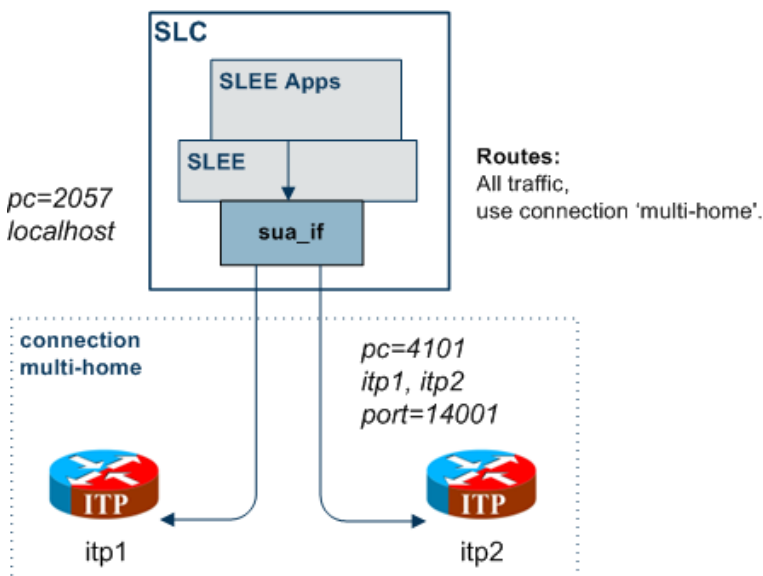 SLC
SLEE Apps
SLEE
sua_if
pc=2057
localhost
Routes:
All traffic,
use connection 'multi-home'.
connection
multi-home
pc=4101
itp1, itp2
port=14001
ITP
itp1
ITP
itp2